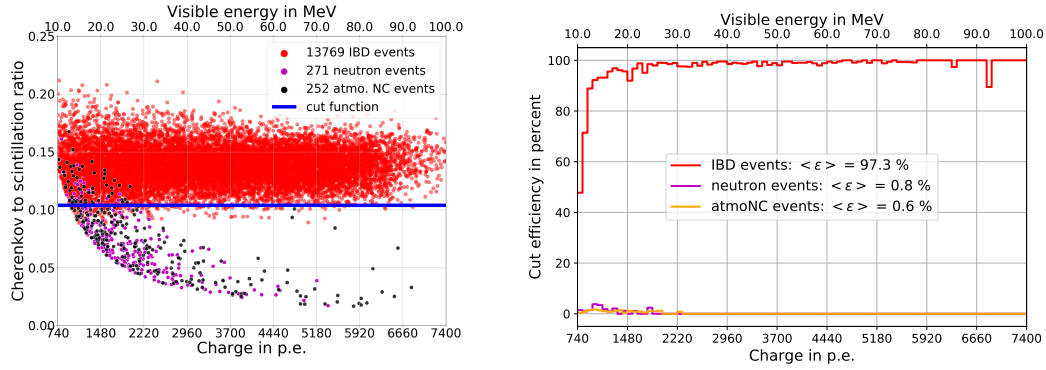 Visible energy in MeV
10.0 20.0 30.0 40.0 50.0 60.0 70.0 80.0 90.0 100.0
0.25
0.20
0.15
0.10
0.05
0.00
Cherenkov to scintillation ratio
13769 IBD events
271 neutron events
252 atmo. NC events
cut function
740 1480 2220 2960 3700 4440 5180 5920 6660 7400
Charge in p.e.
Visible energy in MeV
10.0 20.0 30.0 40.0 50.0 60.0 70.0 80.0 90.0 100.0
100
80
60
40
20
0
Cut efficiency in percent
IBD events: <ε> = 97.3 %
neutron events: <ε> = 0.8 %
atmoNC events: <ε> = 0.6 %
740 1480 2220 2960 3700 4440 5180 5920 6660 7400
Charge in p.e.